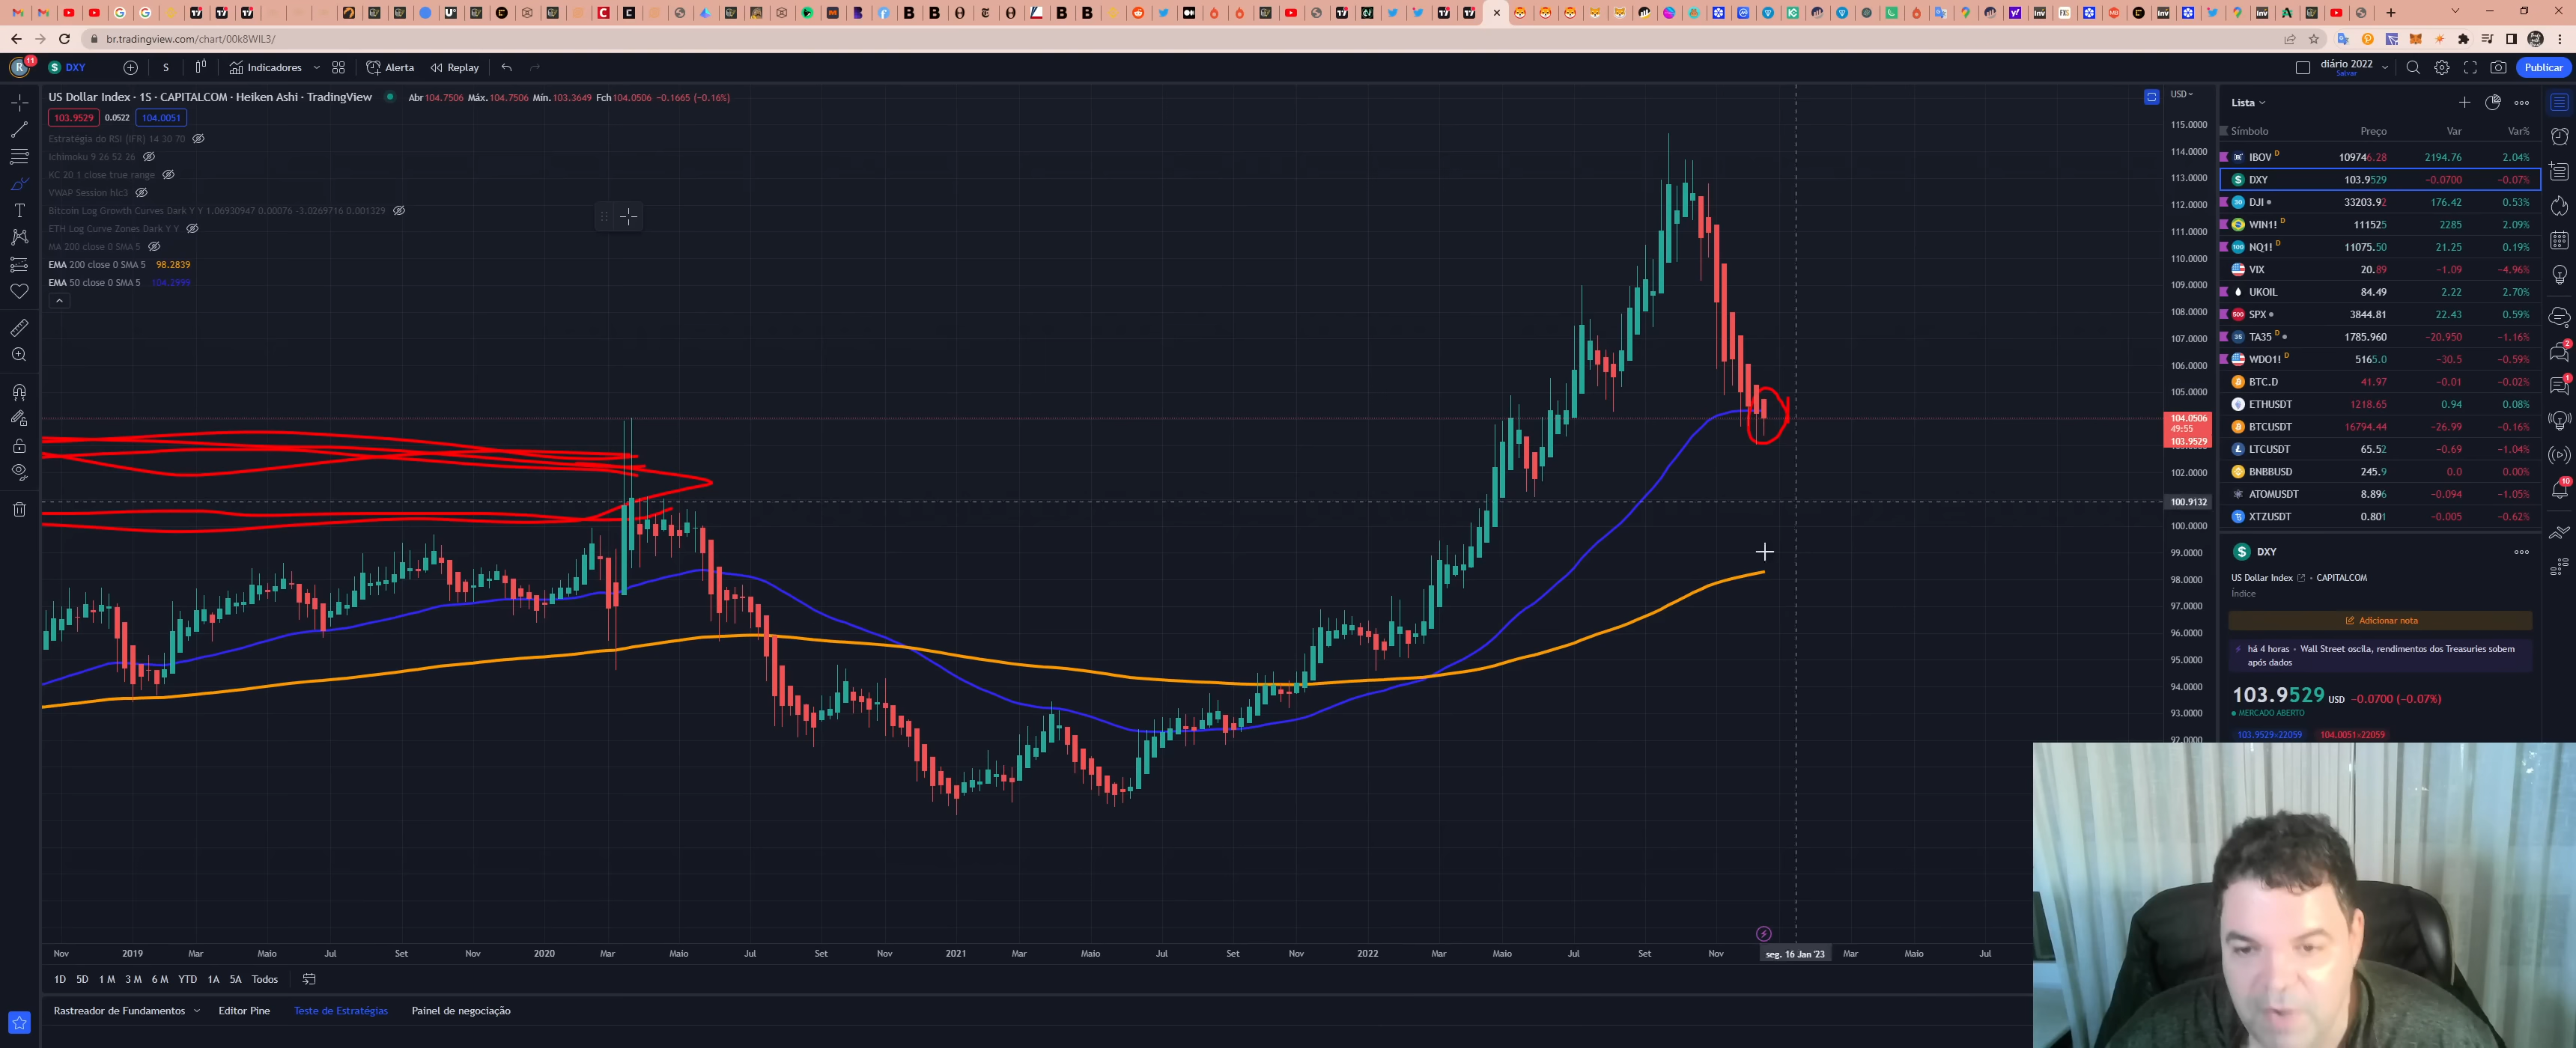 br.tradingview.com/chart/00k8WIL3/
R 11 DXY S Indicadores Alerta Replay diário 2022 Salvar Publicar
US Dollar Index · 1S · CAPITALCOM · Heiken Ashi · TradingView Abr104.7506 Máx.104.7506 Mín.103.3649 Fch104.0506 −0.1665 (−0.16%)
103.9529 0.0522 104.0051
Estratégia do RSI (IFR) 14 30 70
Ichimoku 9 26 52 26
KC 20 1 close true range
VWAP Session hlc3
Bitcoin Log Growth Curves Dark Y Y 1.06930947 0.00076 -3.0269716 0.001329
ETH Log Curve Zones Dark Y Y
MA 200 close 0 SMA 5
EMA 200 close 0 SMA 5 98.2839
EMA 50 close 0 SMA 5 104.2999
USD
115.0000
114.0000
113.0000
112.0000
111.0000
110.0000
109.0000
108.0000
107.0000
106.0000
105.0000
104.0506
49:55
103.9529
102.0000
100.9132
100.0000
99.0000
98.0000
97.0000
96.0000
95.0000
94.0000
93.0000
92.0000
Nov 2019 Mar Maio Jul Set Nov 2020 Mar Maio Jul Set Nov 2021 Mar Maio Jul Set Nov 2022 Mar Maio Jul Set Nov seg. 16 Jan '23 Mar Maio Jul
1D 5D 1 M 3 M 6 M YTD 1A 5A Todos
Rastreador de Fundamentos Editor Pine Teste de Estratégias Painel de negociação
Lista
Símbolo Preço Var Var%
IBOV D 109746.28 2194.76 2.04%
DXY 103.9529 −0.0700 −0.07%
DJI 33203.92 176.42 0.53%
WIN1! D 111525 2285 2.09%
NQ1! D 11075.50 21.25 0.19%
VIX 20.89 −1.09 −4.96%
UKOIL 84.49 2.22 2.70%
SPX 3844.81 22.43 0.59%
TA35 D 1785.960 −20.950 −1.16%
WDO1! D 5165.0 −30.5 −0.59%
BTC.D 41.97 −0.01 −0.02%
ETHUSDT 1218.65 0.94 0.08%
BTCUSDT 16794.44 −26.99 −0.16%
LTCUSDT 65.52 −0.69 −1.04%
BNBBUSD 245.9 0.0 0.00%
ATOMUSDT 8.896 −0.094 −1.05%
XTZUSDT 0.801 −0.005 −0.62%
DXY
US Dollar Index · CAPITALCOM
Índice
Adicionar nota
há 4 horas · Wall Street oscila, rendimentos dos Treasuries sobem
após dados
103.9529 USD −0.0700 (−0.07%)
MERCADO ABERTO
103.9529×22059 104.0051×22059
2
1
10